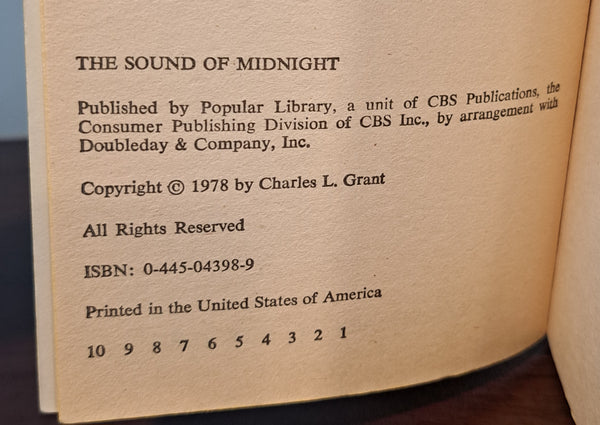 THE SOUND OF MIDNIGHT
Published by Popular Library, a unit of CBS Publications, the
Consumer Publishing Division of CBS Inc., by arrangement with
Doubleday & Company, Inc.
Copyright © 1978 by Charles L. Grant
All Rights Reserved
ISBN: 0-445-04398-9
Printed in the United States of America
10 9 8 7 6 5 4 3 2 1